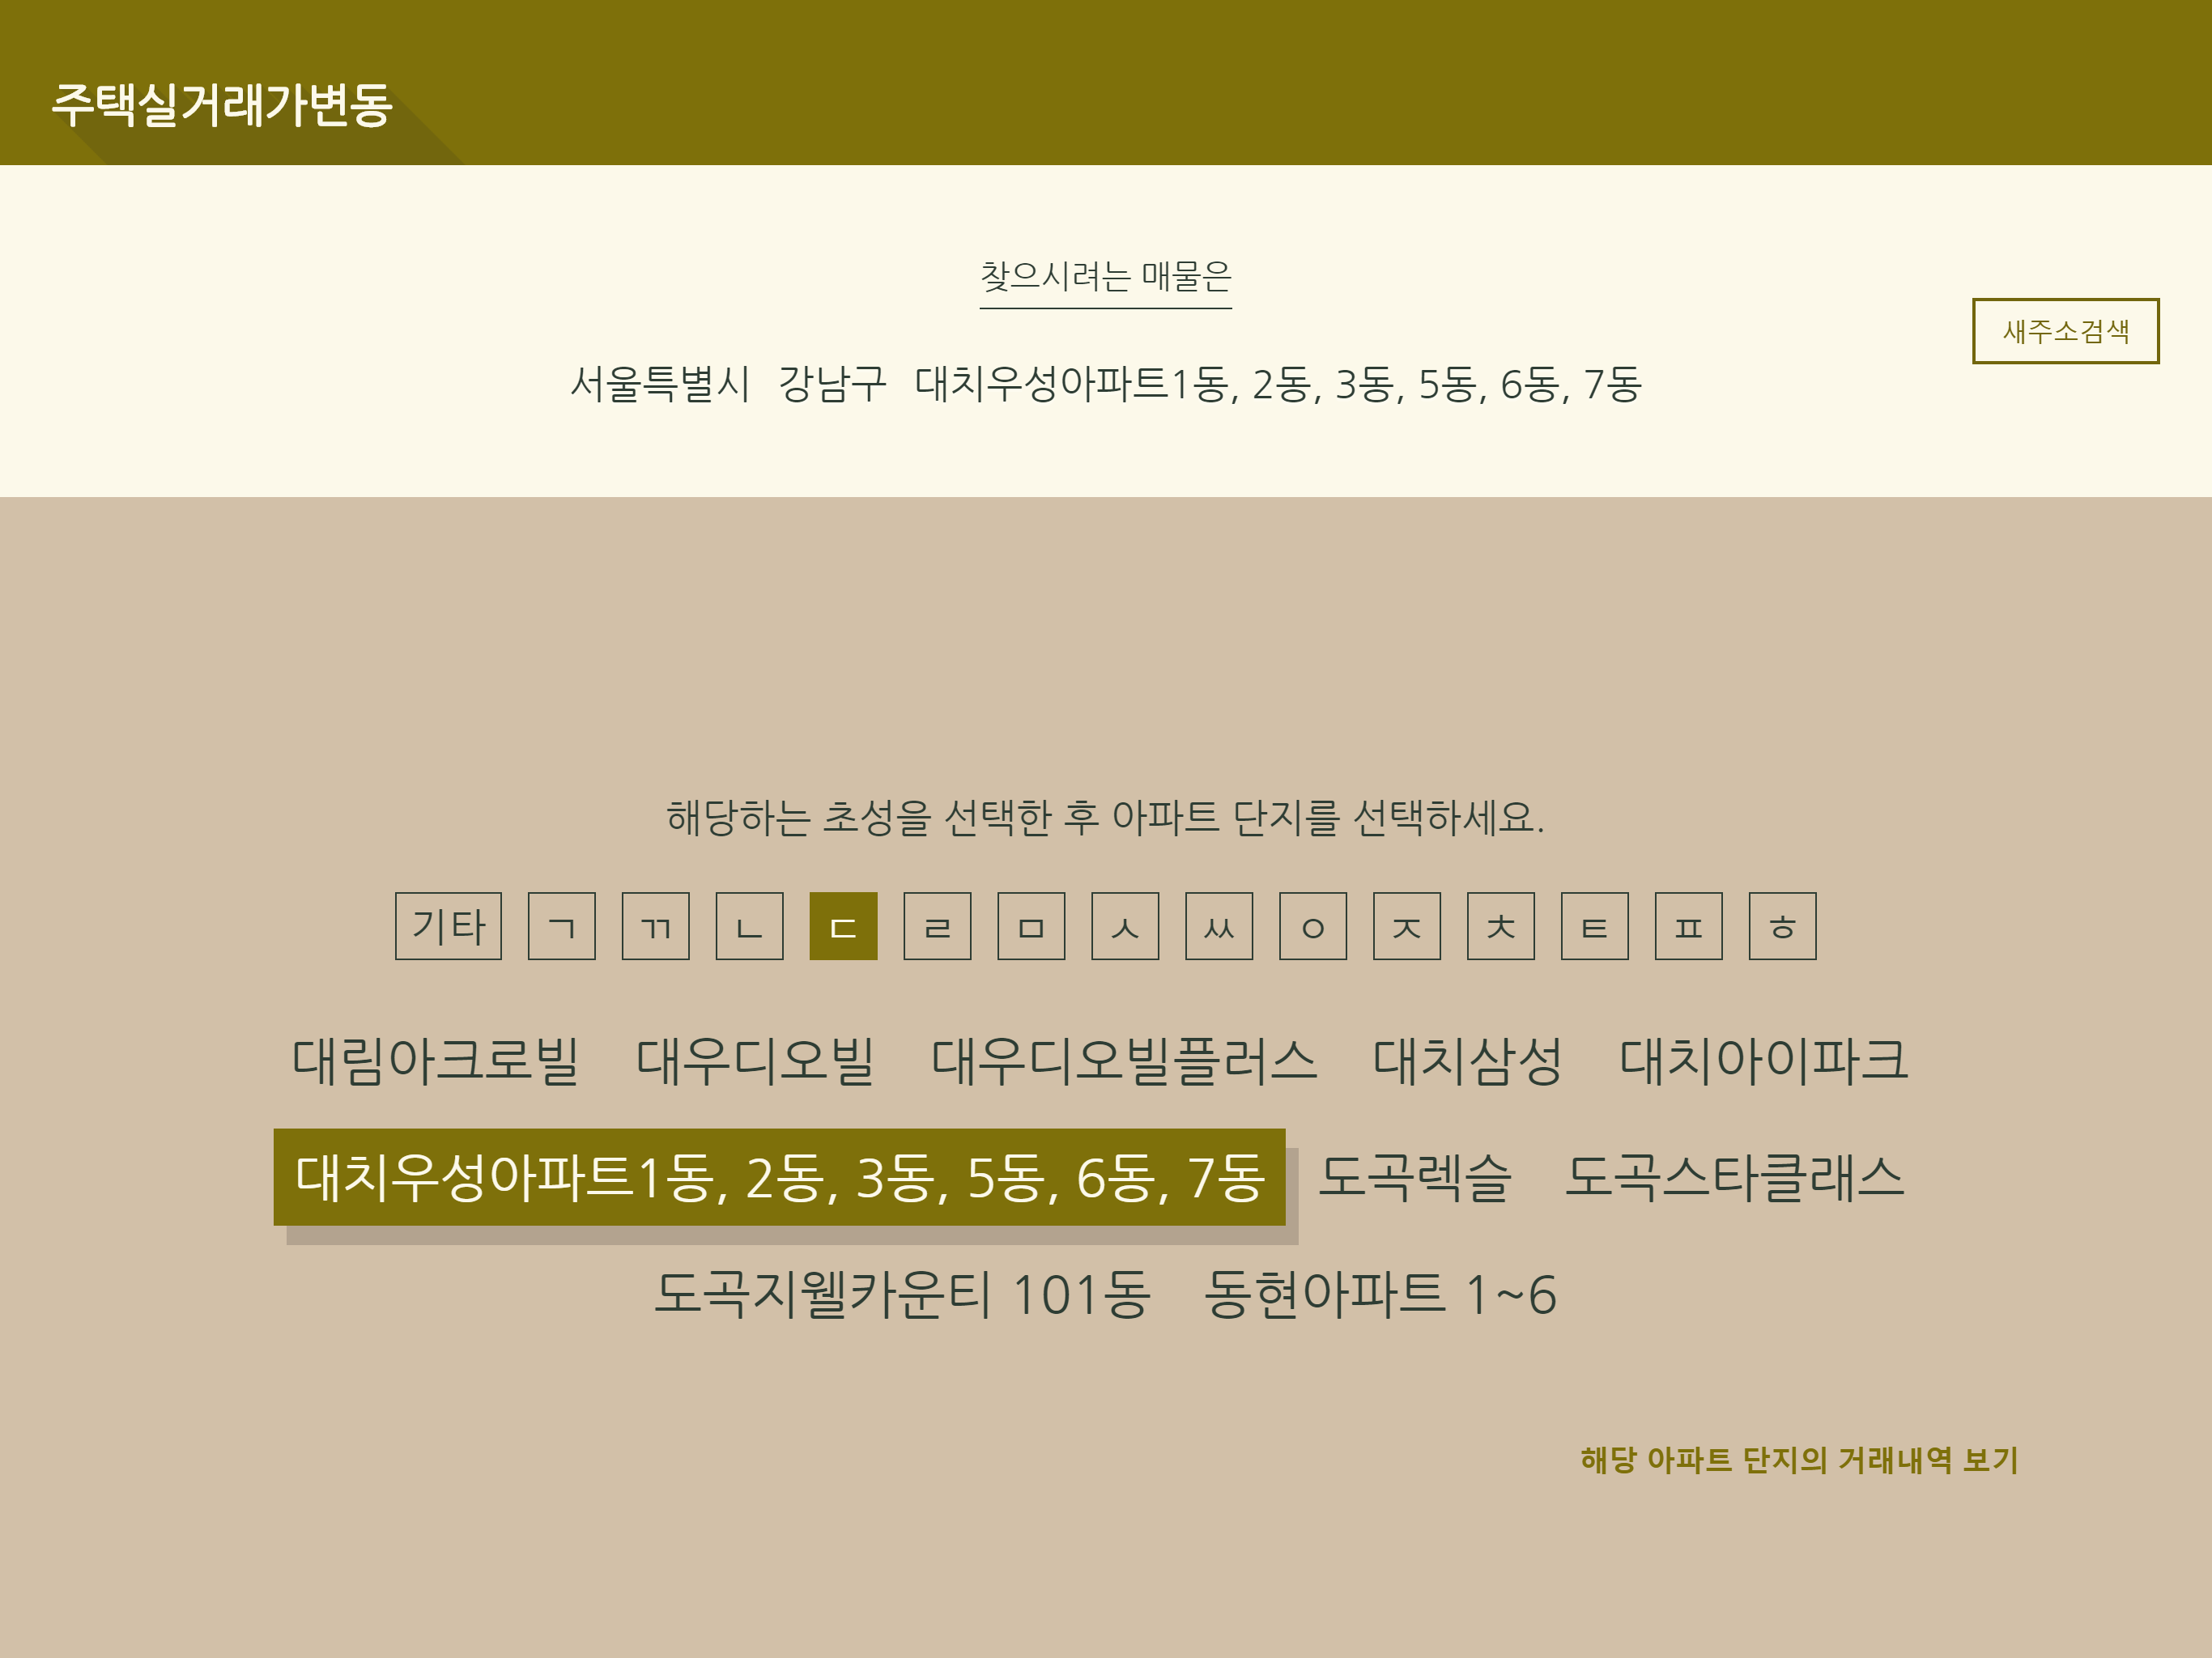 주택실거래가변동
찾으시려는 매물은
새주소검색
서울특별시 강남구 대치우성아파트1동, 2동, 3동, 5동, 6동, 7동
해당하는 초성을 선택한 후 아파트 단지를 선택하세요.
기타 ㄱ ㄲ ㄴ ㄷ ㄹ ㅁ ㅅ ㅆ ㅇ ㅈ ㅊ ㅌ ㅍ ㅎ
대림아크로빌 대우디오빌 대우디오빌플러스 대치삼성 대치아이파크
대치우성아파트1동, 2동, 3동, 5동, 6동, 7동 도곡렉슬 도곡스타클래스
도곡지웰카운티 101동 동현아파트 1~6
해당 아파트 단지의 거래내역 보기